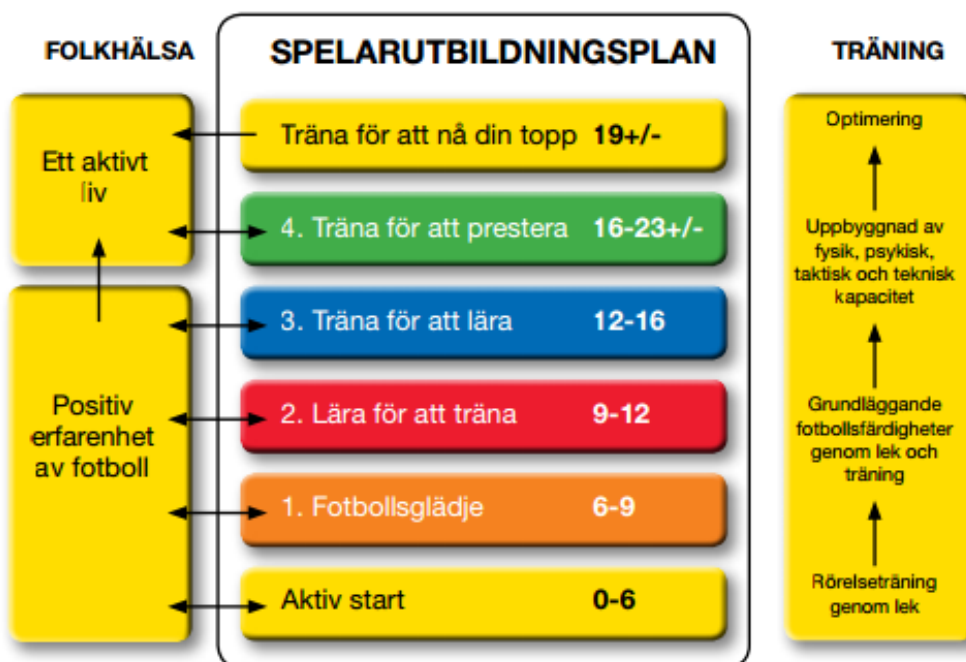 FOLKHÄLSA
SPELARUTBILDNINGSPLAN
TRÄNING
Ett aktivt
liv
Positiv
erfarenhet
av fotboll
Träna för att nå din topp 19+/-
4. Träna för att prestera 16-23+/-
3. Träna för att lära 12-16
2. Lära för att träna 9-12
1. Fotbollsglädje 6-9
Aktiv start 0-6
Optimering
Uppbyggnad av
fysik, psykisk,
taktisk och teknisk
kapacitet
Grundläggande
fotbollsfärdigheter
genom lek och
träning
Rörelseträning
genom lek